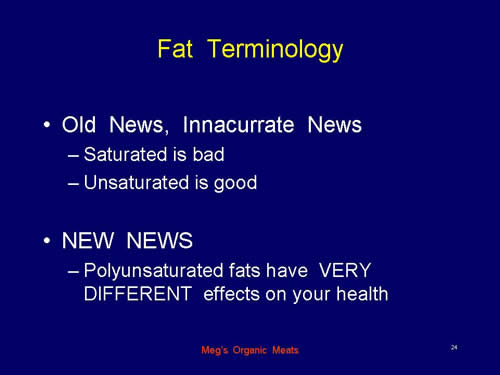 Fat Terminology
• Old News, Innacurrate News
– Saturated is bad
– Unsaturated is good
• NEW NEWS
– Polyunsaturated fats have VERY
DIFFERENT effects on your health
Meg's Organic Meats
24